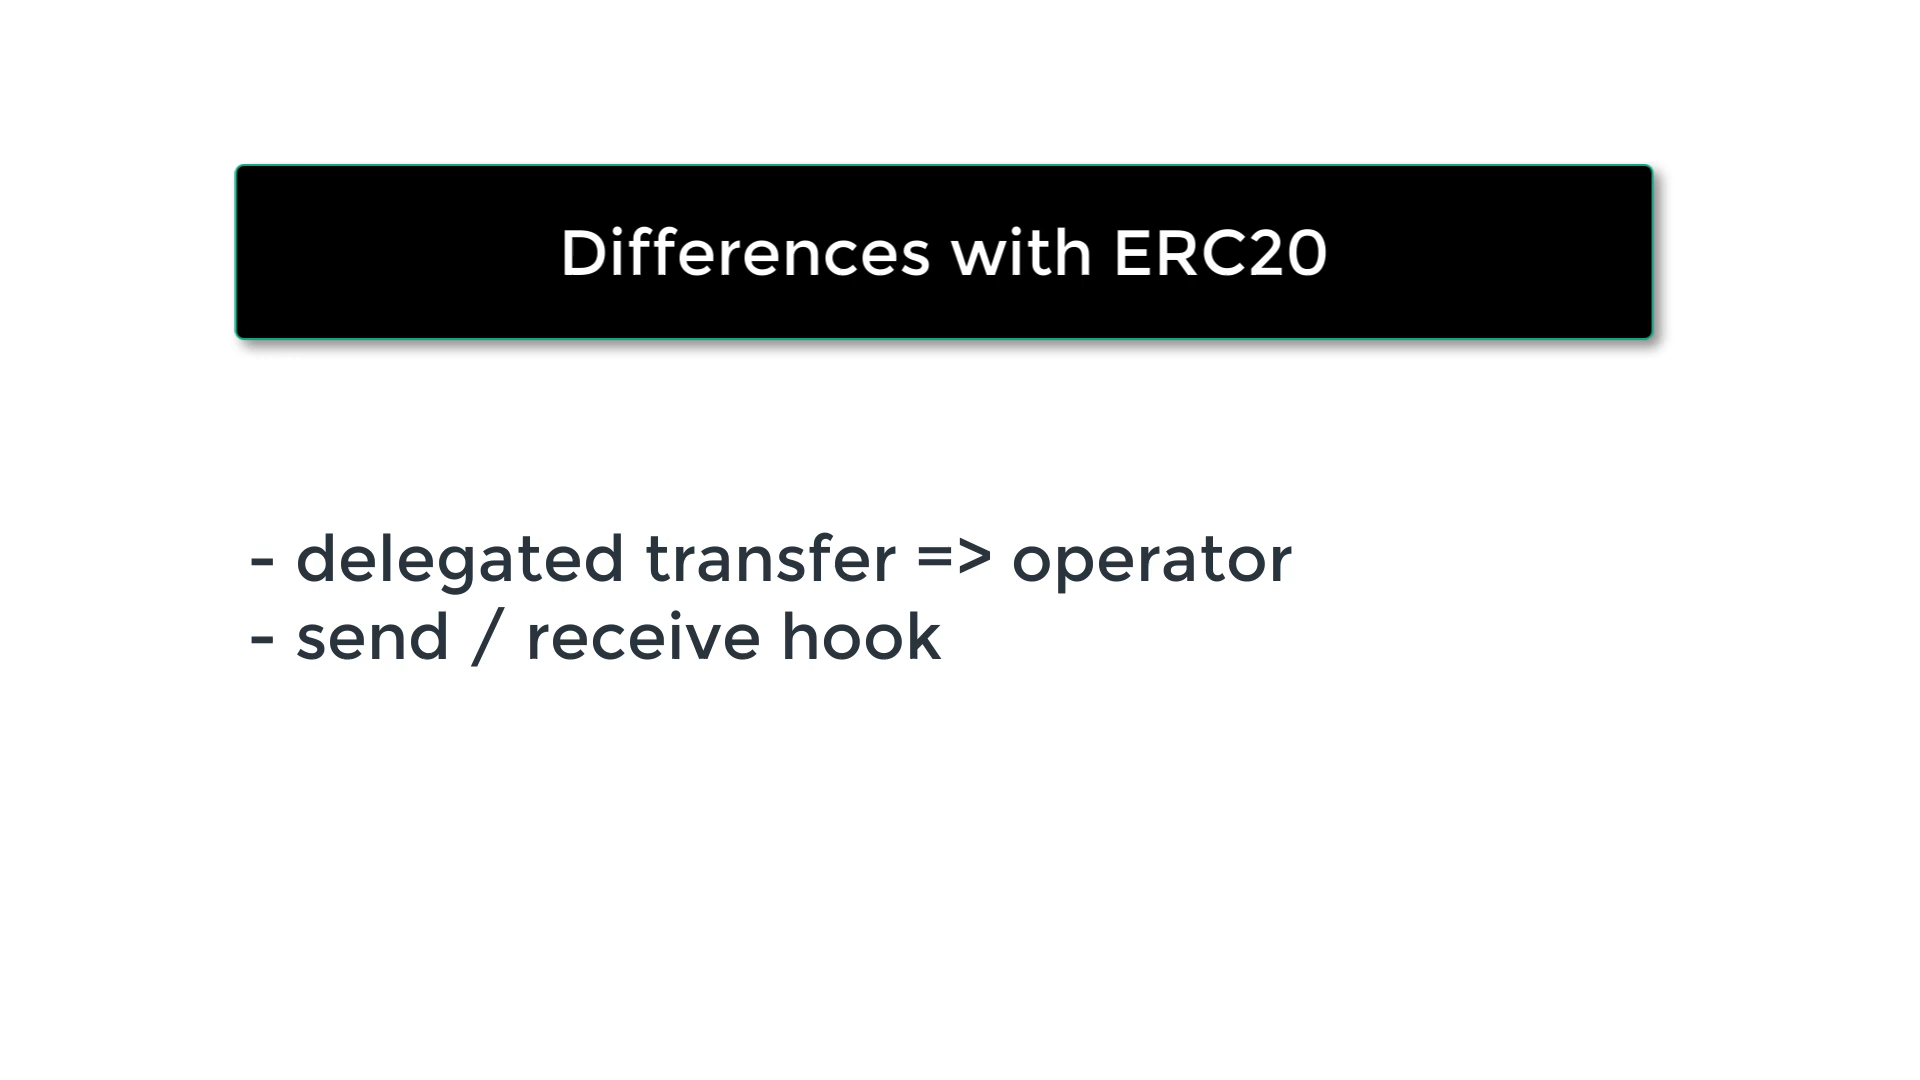 Differences with ERC20
- delegated transfer => operator
- send / receive hook